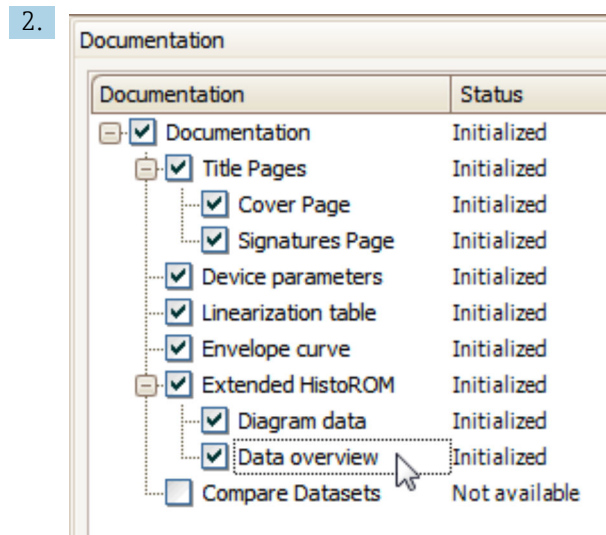 2.
Documentation
Documentation Status
Documentation Initialized
Title Pages Initialized
Cover Page Initialized
Signatures Page Initialized
Device parameters Initialized
Linearization table Initialized
Envelope curve Initialized
Extended HistoROM Initialized
Diagram data Initialized
Data overview Initialized
Compare Datasets Not available